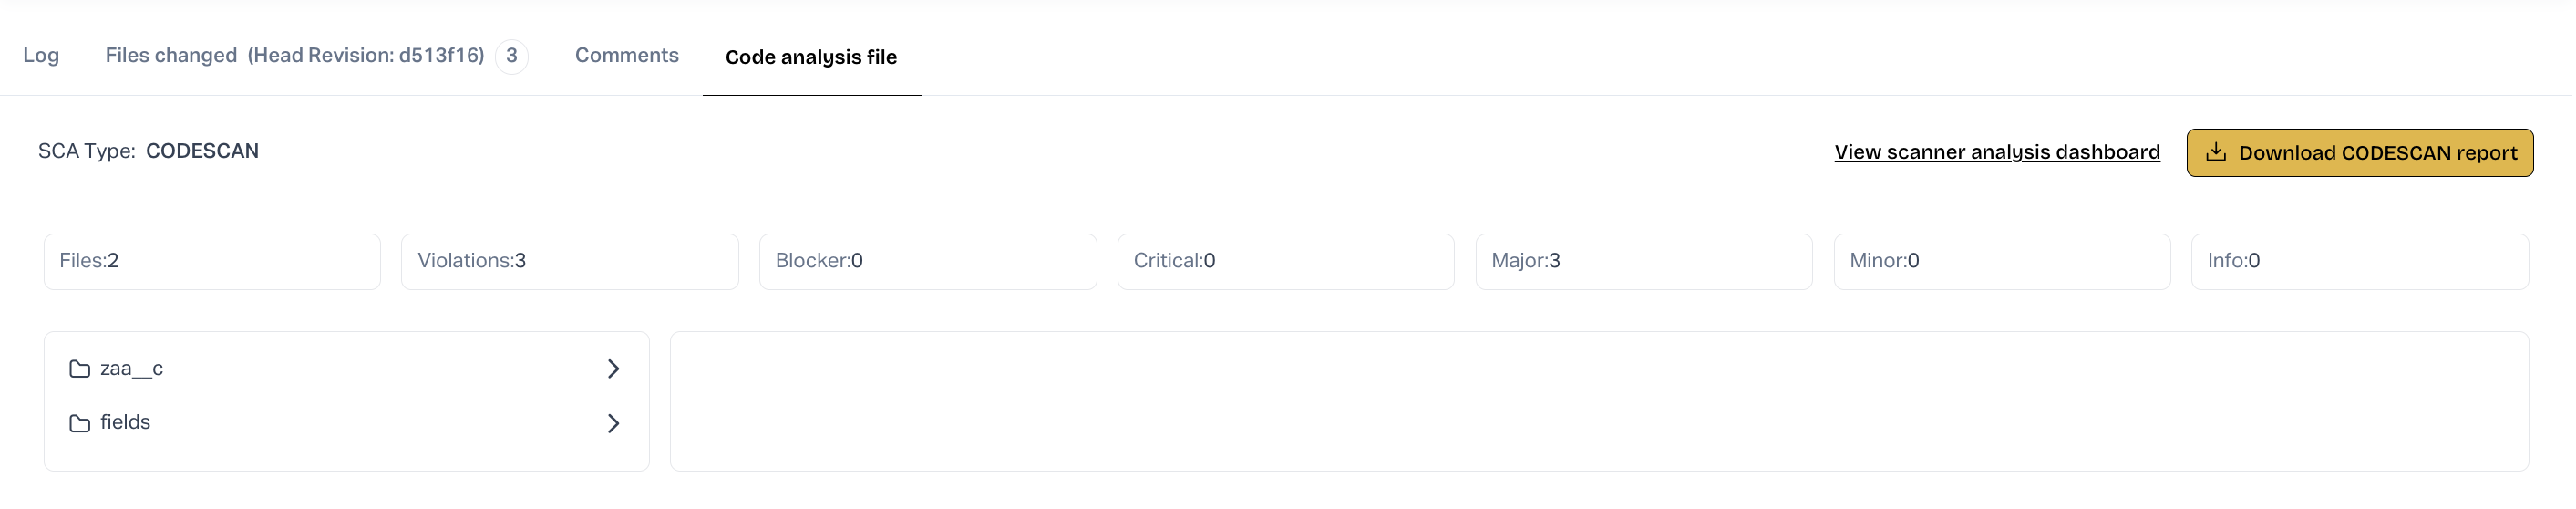 Log Files changed (Head Revision: d513f16) 3 Comments Code analysis file
SCA Type: CODESCAN View scanner analysis dashboard Download CODESCAN report
Files:2 Violations:3 Blocker:0 Critical:0 Major:3 Minor:0 Info:0
zaa__c
fields